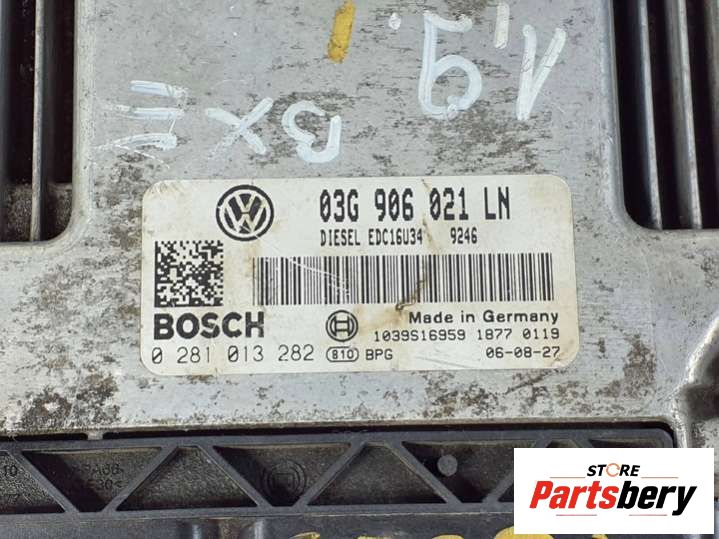 1,9
BXE
03G 906 021 LN
DIESEL EDC16U34 9246
BOSCH
Made in Germany
1039S16959 1877 0119
0 281 013 282 810 BPG 06-08-27
STORE
Partsbery